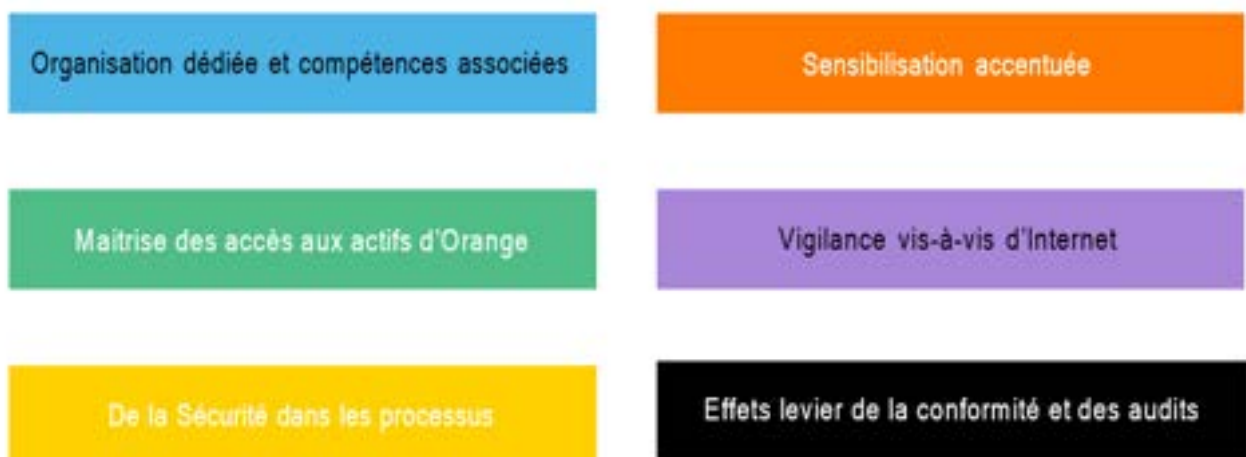 Organisation dédiée et compétences associées
Sensibilisation accentuée
Maitrise des accès aux actifs d'Orange
Vigilance vis-à-vis d'Internet
De la Sécurité dans les processus
Effets levier de la conformité et des audits